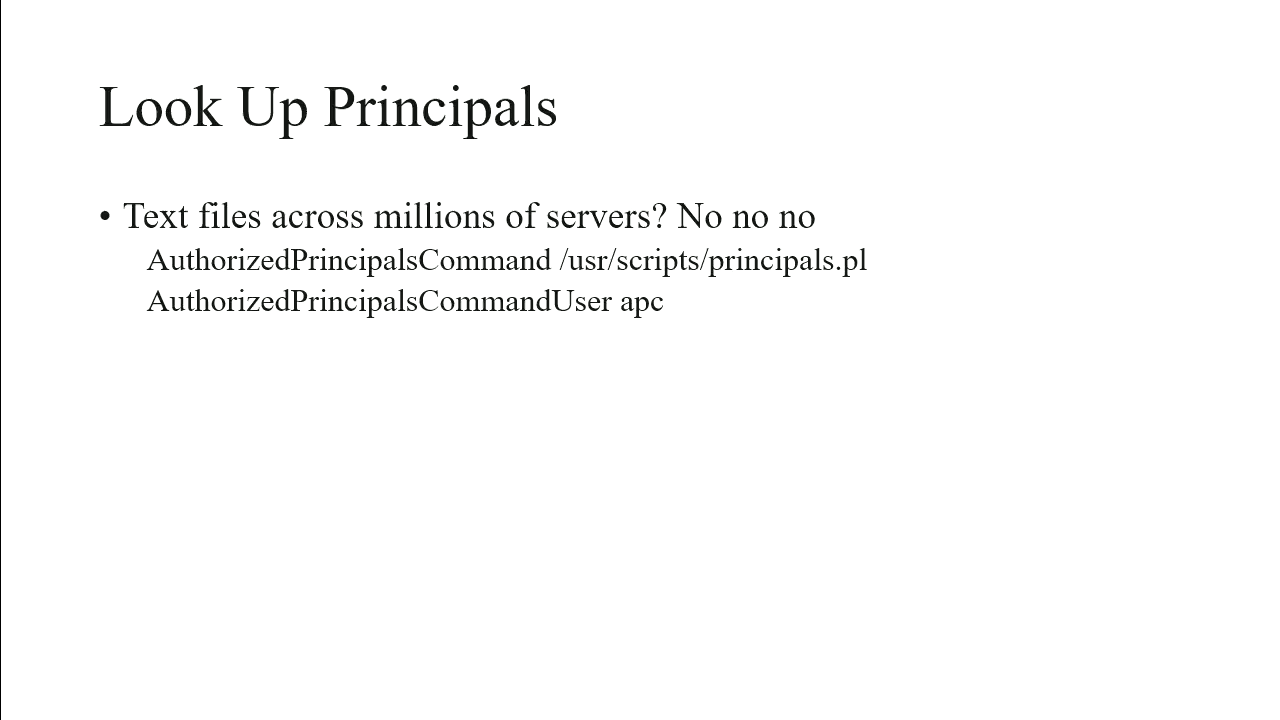 Look Up Principals
• Text files across millions of servers? No no no
AuthorizedPrincipalsCommand /usr/scripts/principals.pl
AuthorizedPrincipalsCommandUser apc